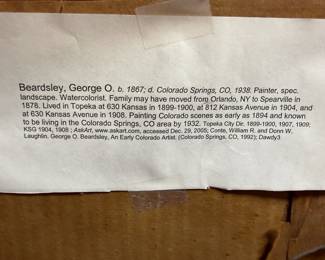 Beardsley, George O. b. 1867; d. Colorado Springs, CO, 1938. Painter, spec.
landscape. Watercolorist. Family may have moved from Orlando, NY to Spearville in
1878. Lived in Topeka at 630 Kansas in 1899-1900, at 812 Kansas Avenue in 1904, and
at 630 Kansas Avenue in 1908. Painting Colorado scenes as early as 1894 and known
to be living in the Colorado Springs, CO area by 1932. Topeka City Dir. 1899-1900, 1907, 1909;
KSG 1904, 1908 ; AskArt, www.askart.com, accessed Dec. 29, 2005; Conte, William R. and Donn W.
Laughlin. George O. Beardsley, An Early Colorado Artist. (Colorado Springs, CO, 1992); Dawdy3